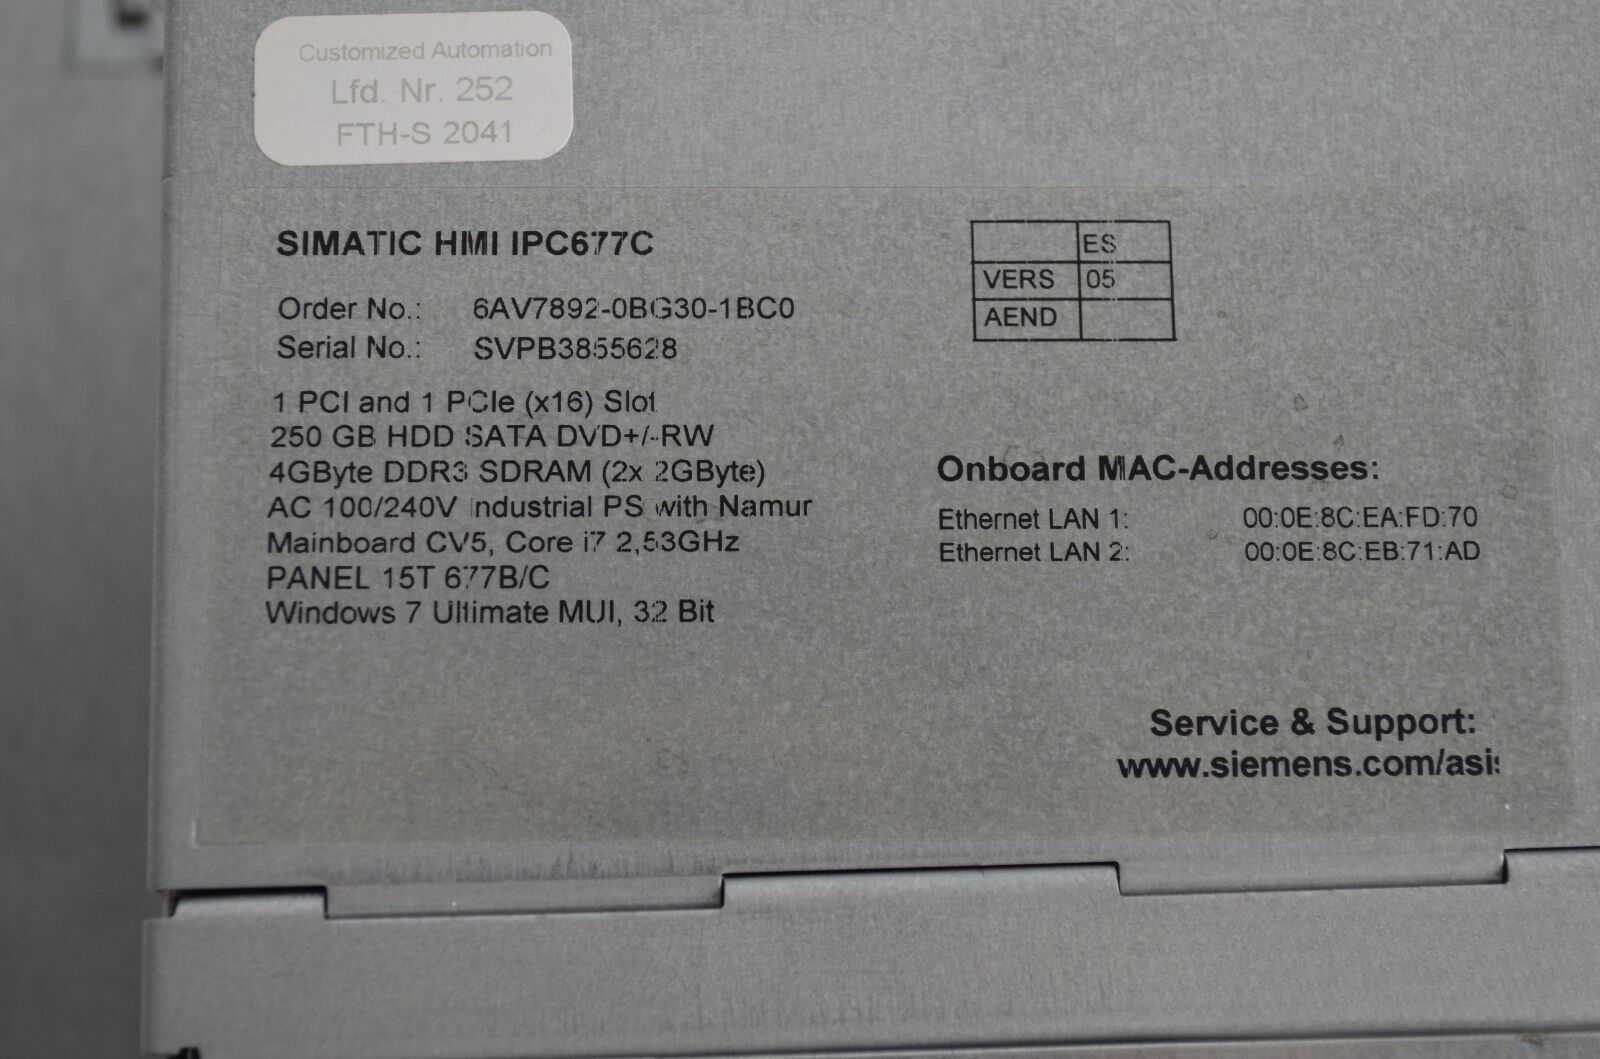 Customized Automation
Lfd. Nr. 252
FTH-S 2041
SIMATIC HMI IPC677C
Order No.: 6AV7892-0BG30-1BC0
Serial No.: SVPB3855628
1 PCI and 1 PCIe (x16) Slot
250 GB HDD SATA DVD+/-RW
4GByte DDR3 SDRAM (2x 2GByte)
AC 100/240V Industrial PS with Namur
Mainboard CV5, Core i7 2,53GHz
PANEL 15T 677B/C
Windows 7 Ultimate MUI, 32 Bit
ES
VERS 05
AEND
Onboard MAC-Addresses:
Ethernet LAN 1: 00:0E:8C:EA:FD:70
Ethernet LAN 2: 00:0E:8C:EB:71:AD
Service & Support:
www.siemens.com/asis